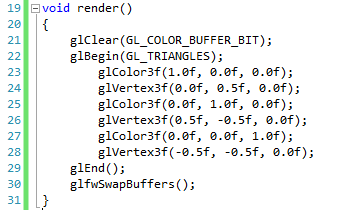 19 void render()
20 {
21 glClear(GL_COLOR_BUFFER_BIT);
22 glBegin(GL_TRIANGLES);
23 glColor3f(1.0f, 0.0f, 0.0f);
24 glVertex3f(0.0f, 0.5f, 0.0f);
25 glColor3f(0.0f, 1.0f, 0.0f);
26 glVertex3f(0.5f, -0.5f, 0.0f);
27 glColor3f(0.0f, 0.0f, 1.0f);
28 glVertex3f(-0.5f, -0.5f, 0.0f);
29 glEnd();
30 glfwSwapBuffers();
31 }